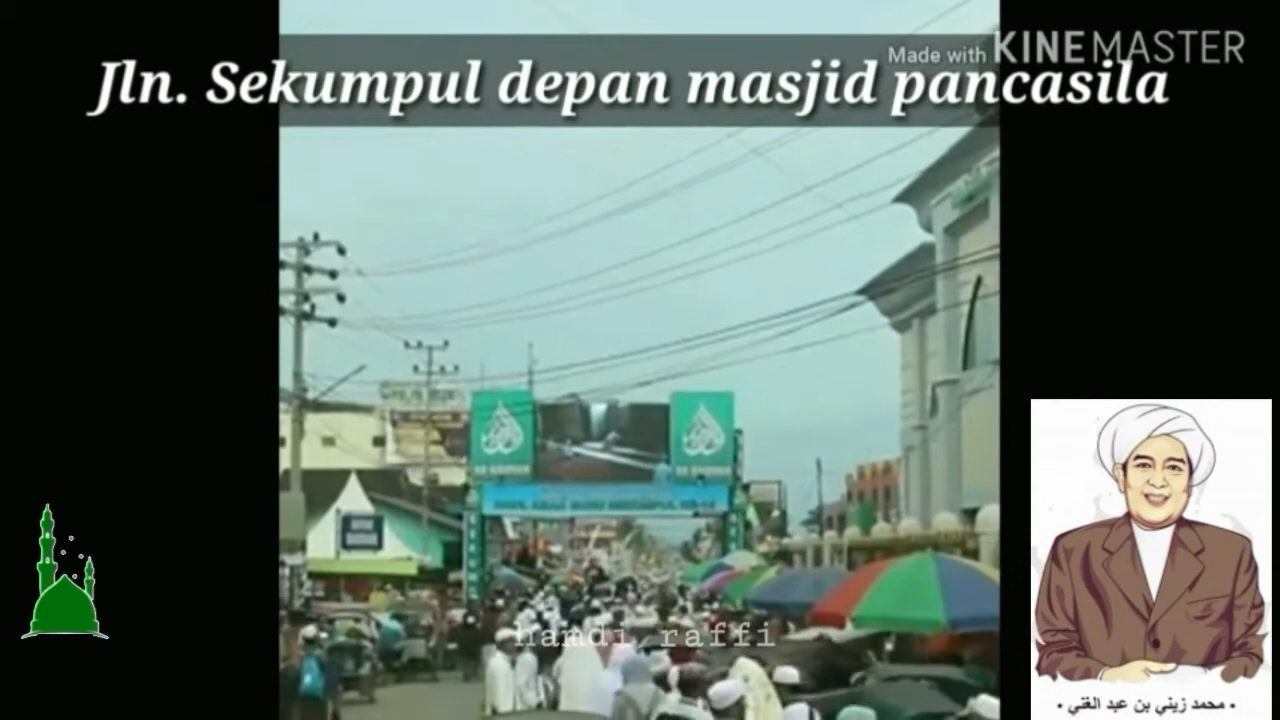 Made with KINEMASTER
Jln. Sekumpul depan masjid pancasila
hamdi raffi
• محمد زيني بن عبد الغني •